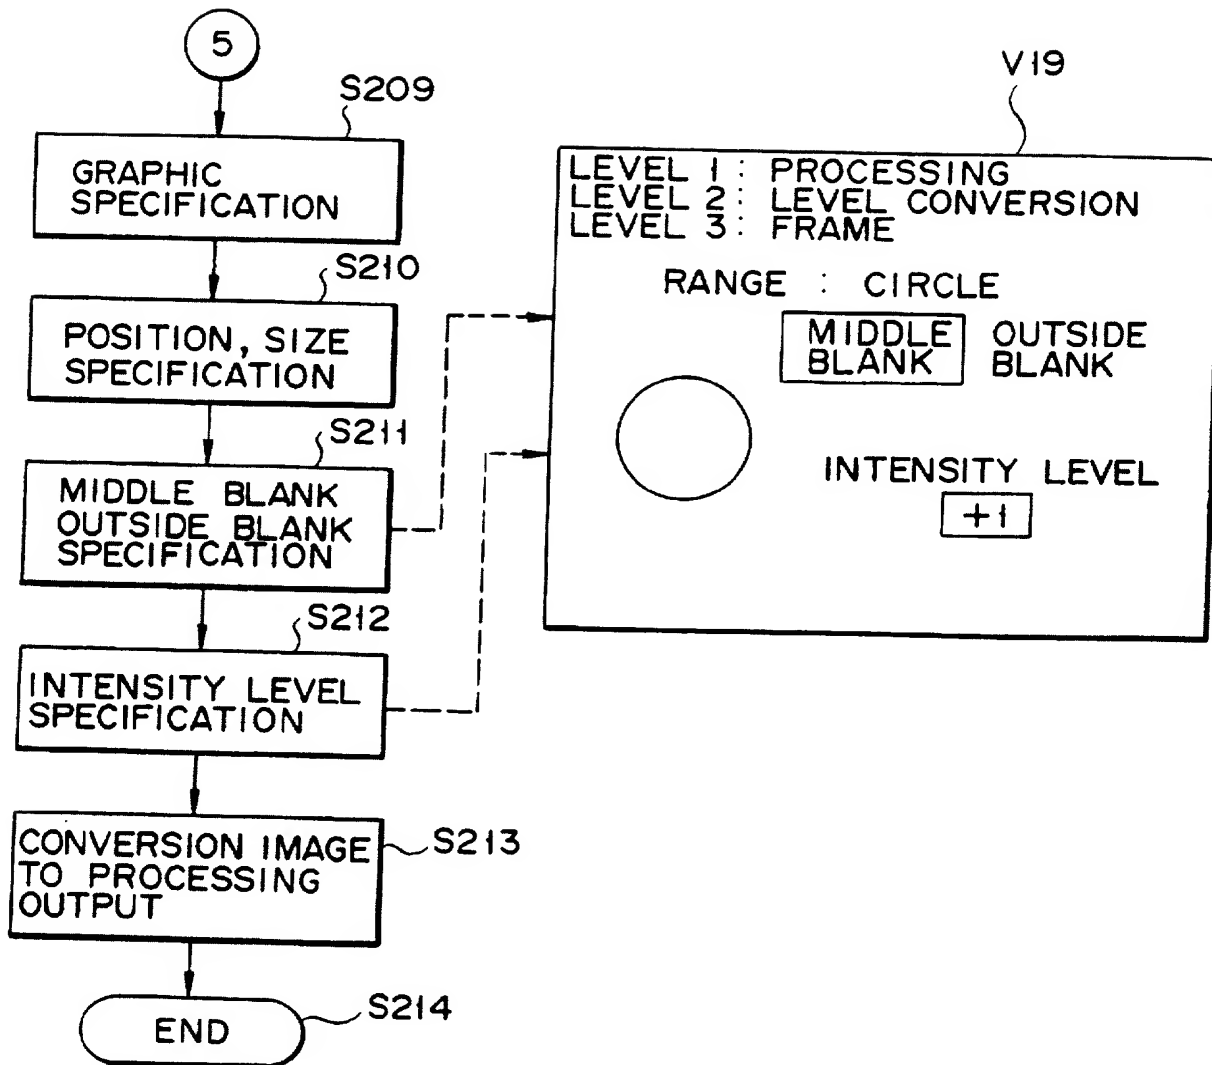 5
S209
GRAPHIC
SPECIFICATION
S210
POSITION, SIZE
SPECIFICATION
S211
MIDDLE BLANK
OUTSIDE BLANK
SPECIFICATION
S212
INTENSITY LEVEL
SPECIFICATION
CONVERSION IMAGE
TO PROCESSING
OUTPUT
S213
END
S214
V19
LEVEL 1 : PROCESSING
LEVEL 2 : LEVEL CONVERSION
LEVEL 3 : FRAME
RANGE : CIRCLE
MIDDLE
BLANK
OUTSIDE
BLANK
INTENSITY LEVEL
+1